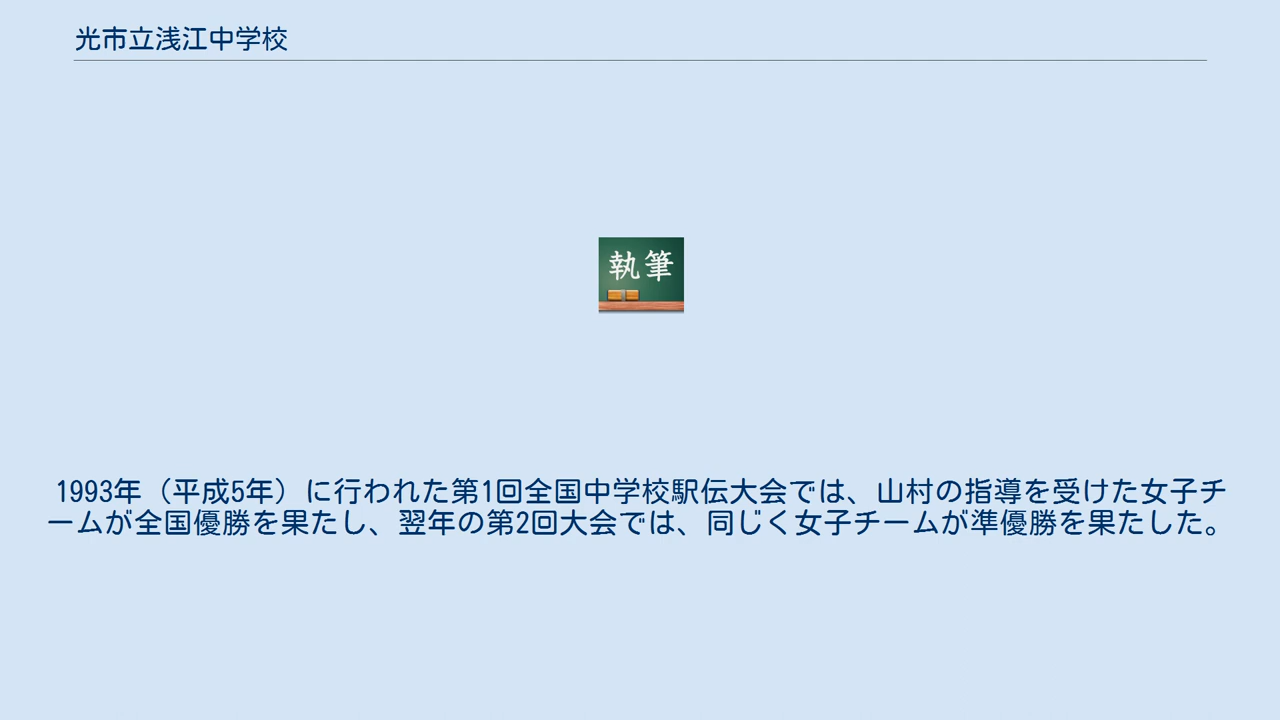 光市立浅江中学校
執筆
1993年（平成5年）に行われた第1回全国中学校駅伝大会では、山村の指導を受けた女子チ
ームが全国優勝を果たし、翌年の第2回大会では、同じく女子チームが準優勝を果たした。